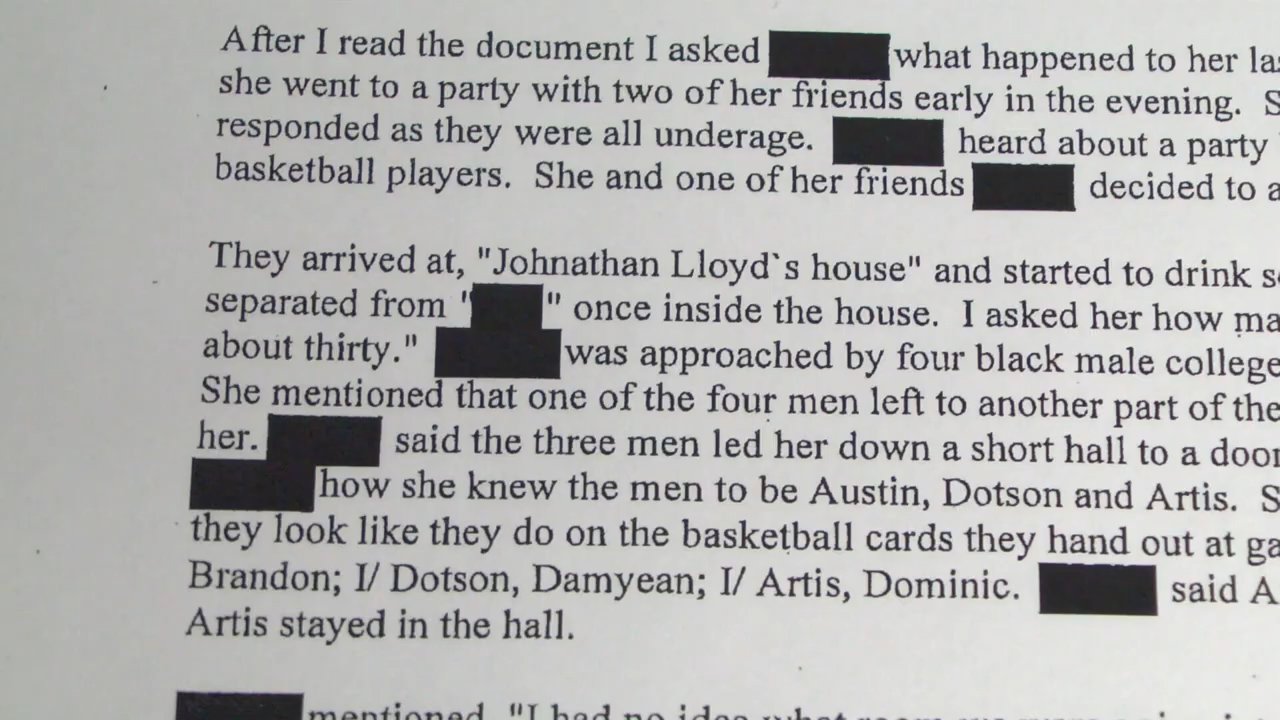 After I read the document I asked what happened to her
she went to a party with two of her friends early in the evening.
responded as they were all underage. heard about a party
basketball players. She and one of her friends decided to
They arrived at, "Johnathan Lloyd`s house" and started to drink
separated from " " once inside the house. I asked her how
about thirty." was approached by four black male college
She mentioned that one of the four men left to another part of the
her. said the three men led her down a short hall to a door
how she knew the men to be Austin, Dotson and Artis.
they look like they do on the basketball cards they hand out at
Brandon; I/ Dotson, Damyean; I/ Artis, Dominic. said
Artis stayed in the hall.
mentioned, "I had no idea what room